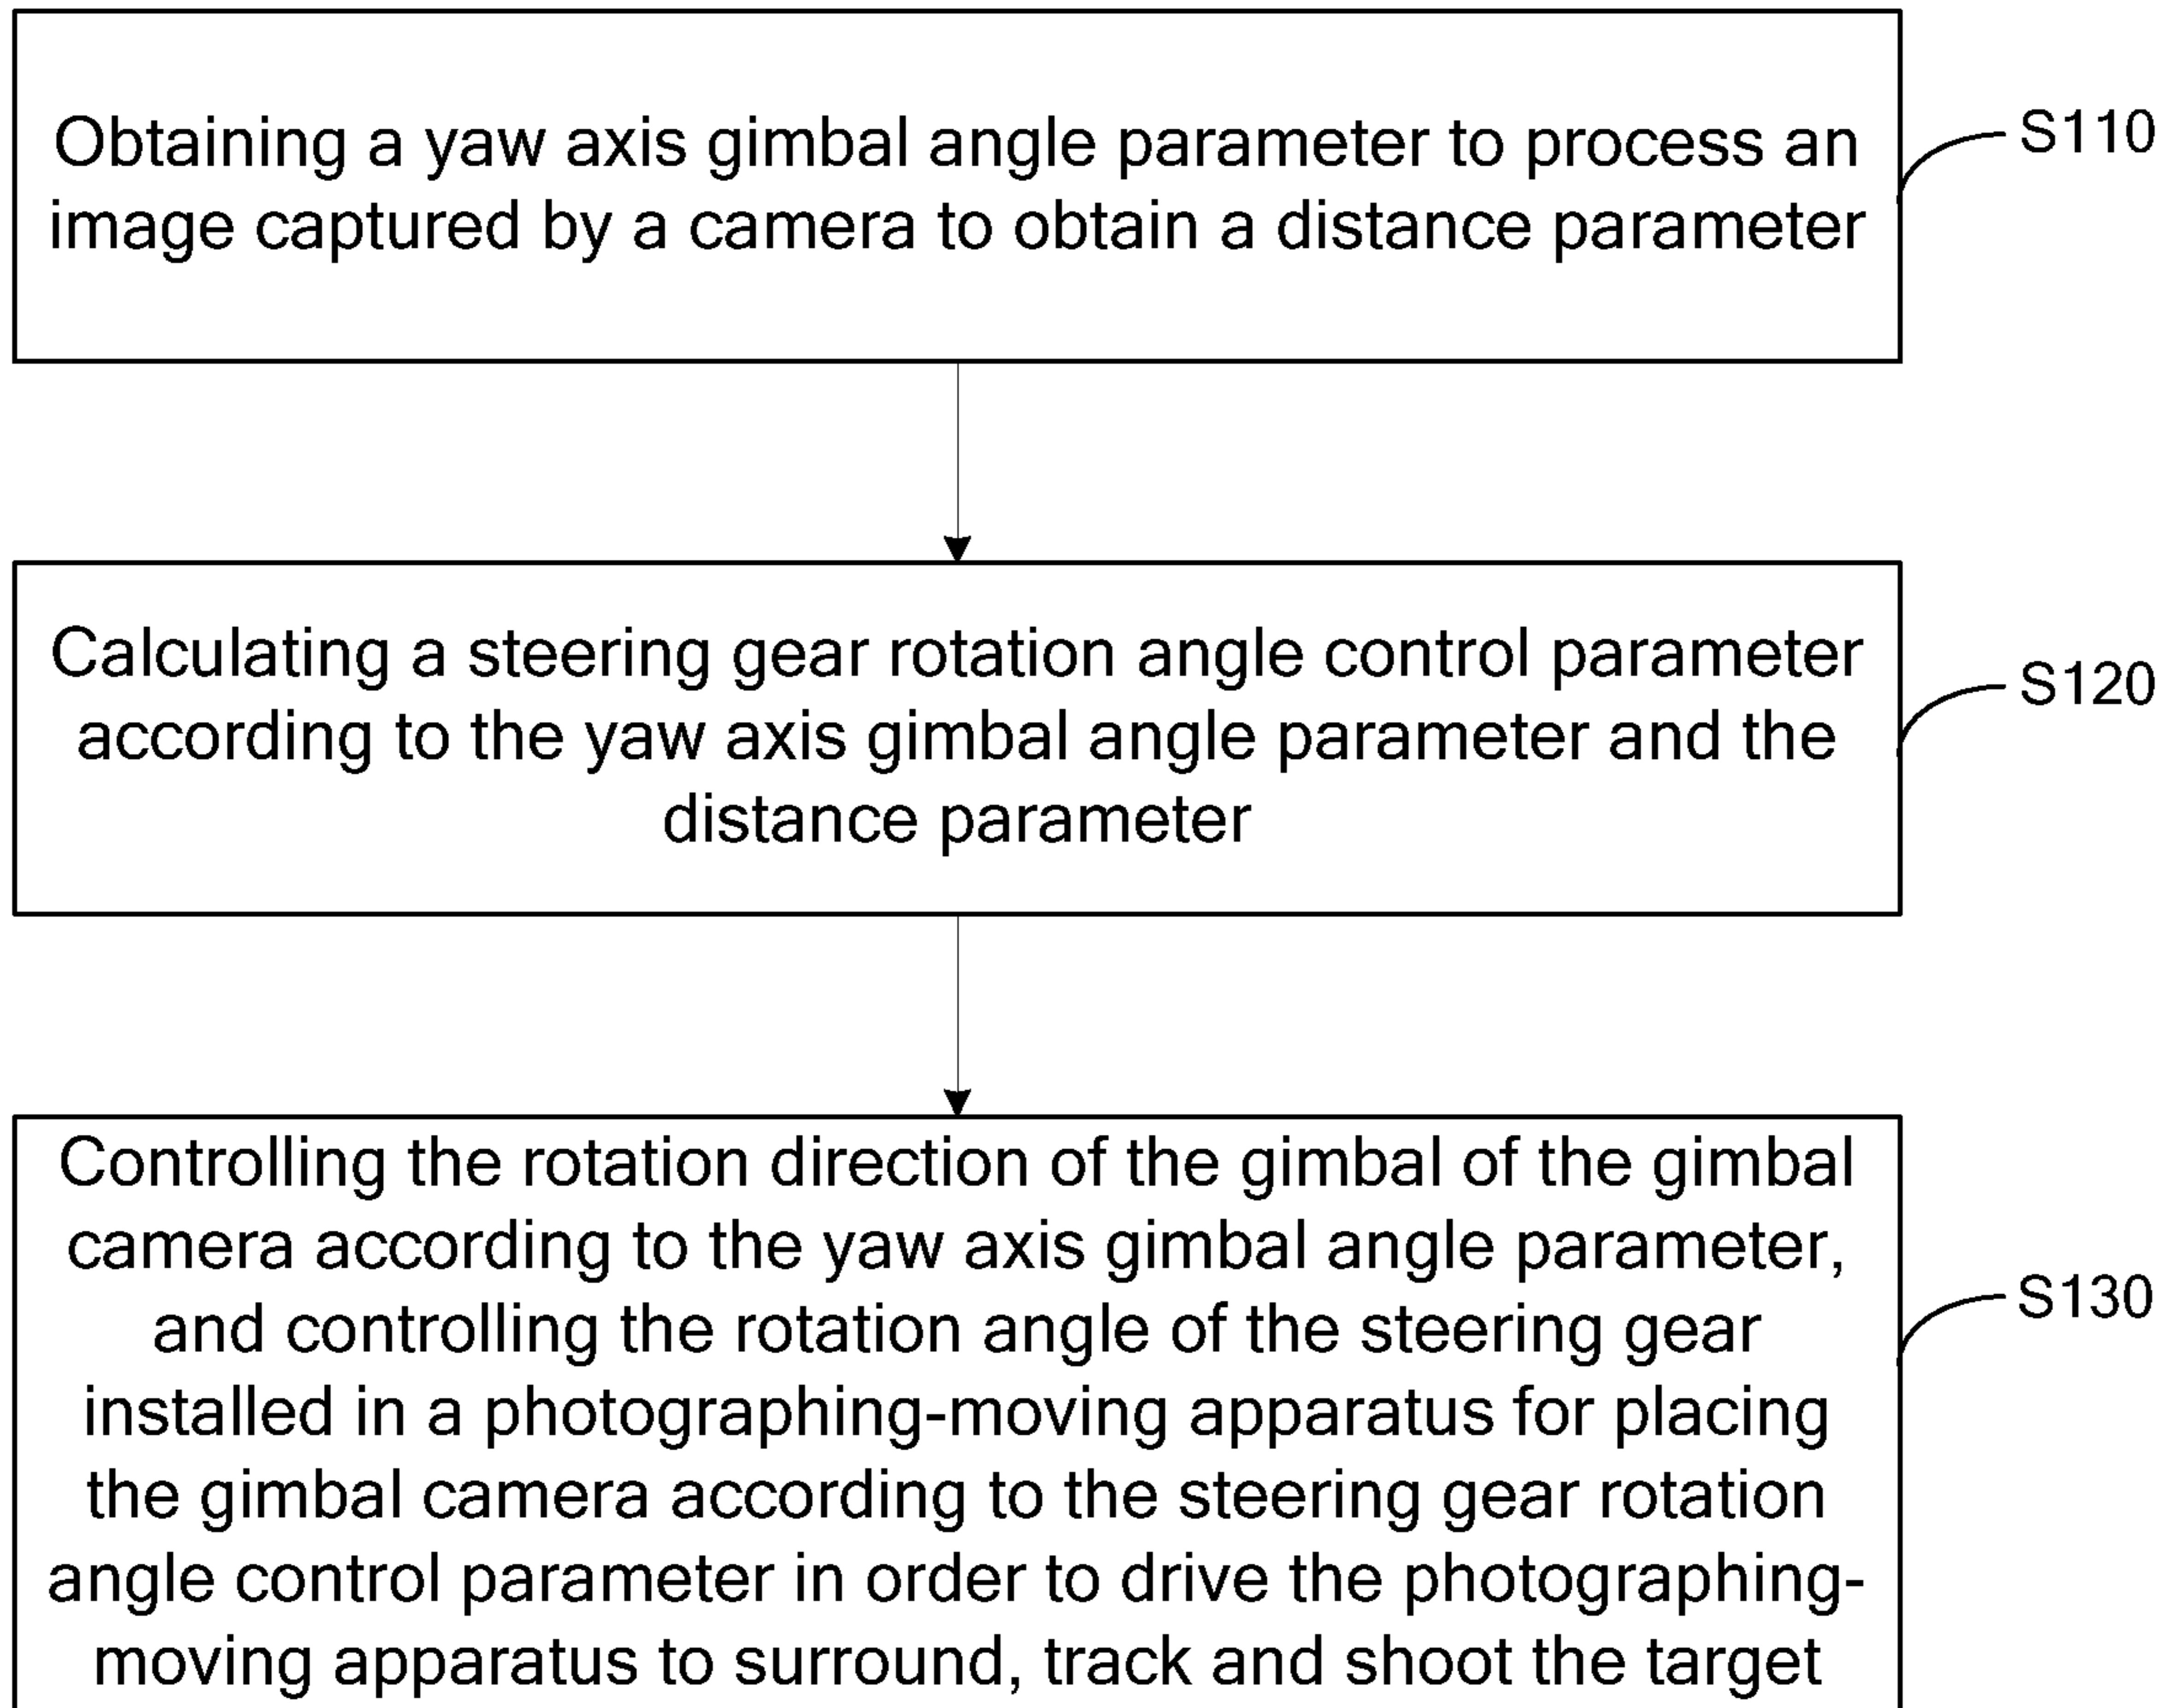 Obtaining a yaw axis gimbal angle parameter to process an
image captured by a camera to obtain a distance parameter
S110
Calculating a steering gear rotation angle control parameter
according to the yaw axis gimbal angle parameter and the
distance parameter
S120
Controlling the rotation direction of the gimbal of the gimbal
camera according to the yaw axis gimbal angle parameter,
and controlling the rotation angle of the steering gear
installed in a photographing-moving apparatus for placing
the gimbal camera according to the steering gear rotation
angle control parameter in order to drive the photographing-
moving apparatus to surround, track and shoot the target
S130